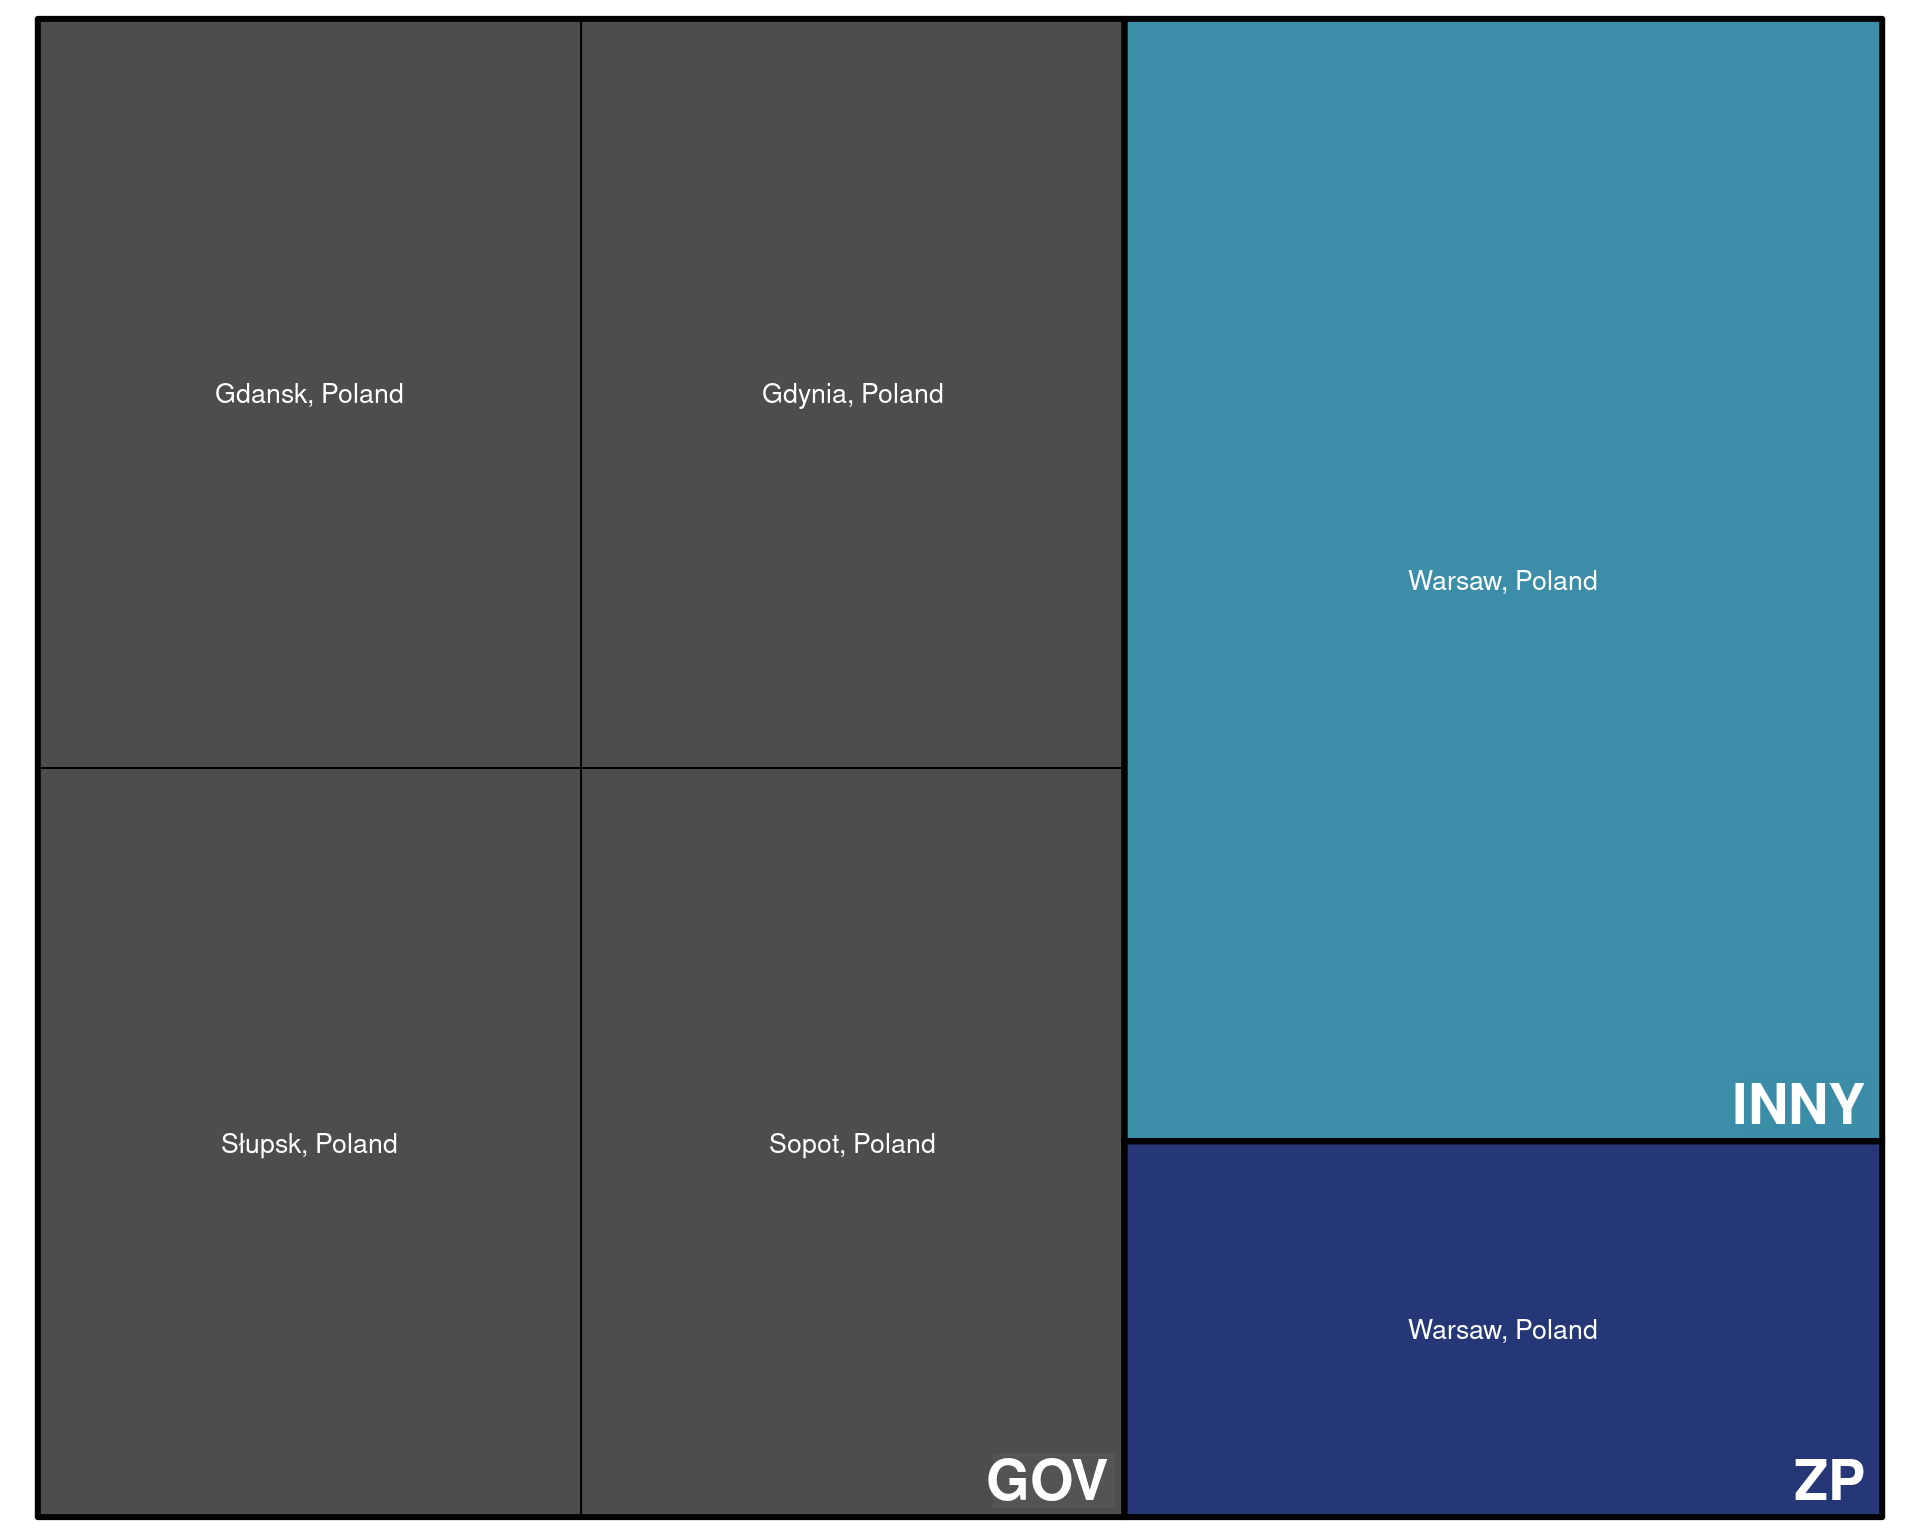 Gdansk, Poland
Gdynia, Poland
Słupsk, Poland
Sopot, Poland
GOV
Warsaw, Poland
INNY
Warsaw, Poland
ZP